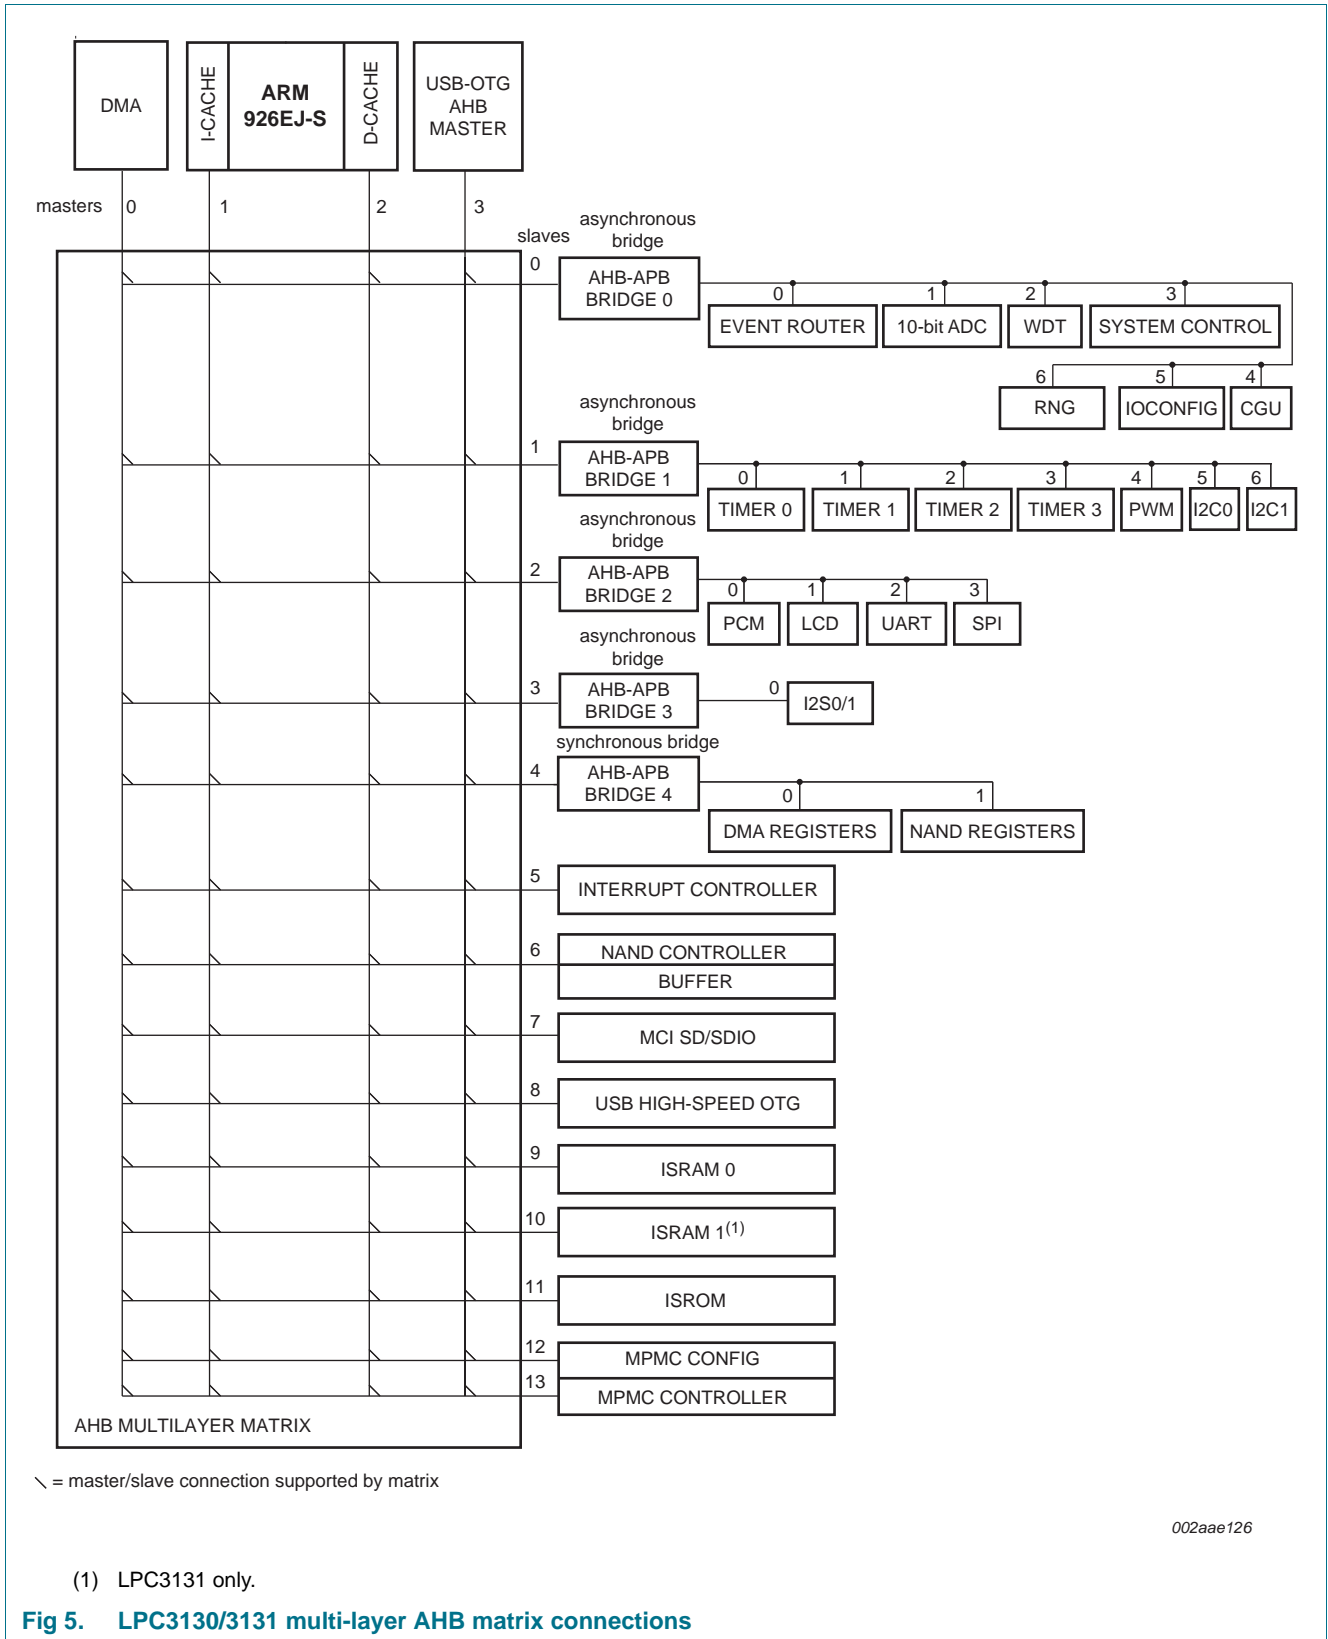 DMA
I-CACHE
ARM
926EJ-S
D-CACHE
USB-OTG
AHB
MASTER
masters
0
1
2
3
slaves
asynchronous
bridge
0
AHB-APB
BRIDGE 0
0
1
2
3
EVENT ROUTER
10-bit ADC
WDT
SYSTEM CONTROL
6
5
4
RNG
IOCONFIG
CGU
asynchronous
bridge
1
AHB-APB
BRIDGE 1
0
1
2
3
4
5
6
TIMER 0
TIMER 1
TIMER 2
TIMER 3
PWM
I2C0
I2C1
asynchronous
bridge
2
AHB-APB
BRIDGE 2
0
1
2
3
PCM
LCD
UART
SPI
asynchronous
bridge
3
AHB-APB
BRIDGE 3
0
I2S0/1
synchronous bridge
4
AHB-APB
BRIDGE 4
0
1
DMA REGISTERS
NAND REGISTERS
5
INTERRUPT CONTROLLER
6
NAND CONTROLLER
BUFFER
7
MCI SD/SDIO
8
USB HIGH-SPEED OTG
9
ISRAM 0
10
ISRAM 1(1)
11
ISROM
12
MPMC CONFIG
13
MPMC CONTROLLER
AHB MULTILAYER MATRIX
= master/slave connection supported by matrix
002aae126
(1) LPC3131 only.
Fig 5. LPC3130/3131 multi-layer AHB matrix connections